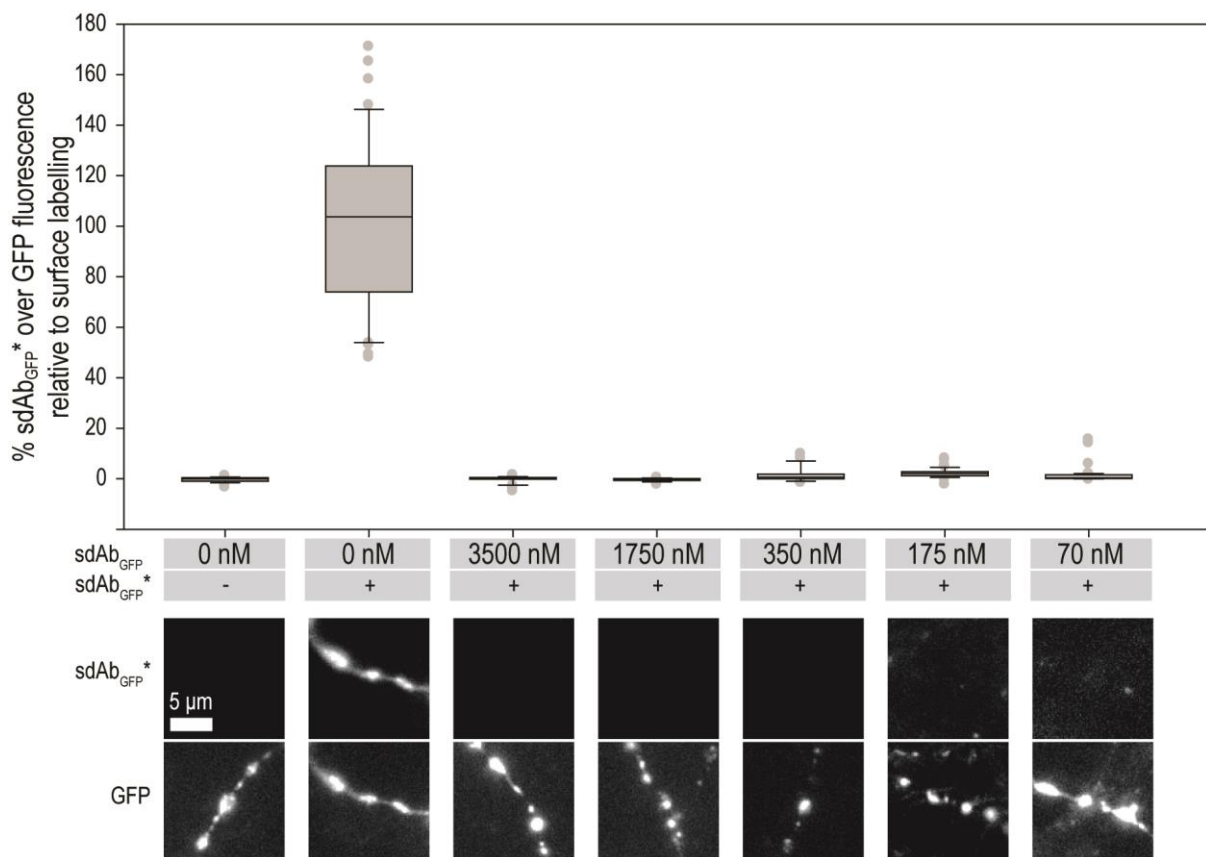 % sdAbGFP* over GFP fluorescence
relative to surface labelling
180
160
140
120
100
80
60
40
20
0
sdAbGFP 0 nM 0 nM 3500 nM 1750 nM 350 nM 175 nM 70 nM
sdAbGFP* - + + + + + +
sdAbGFP*
5 µm
GFP